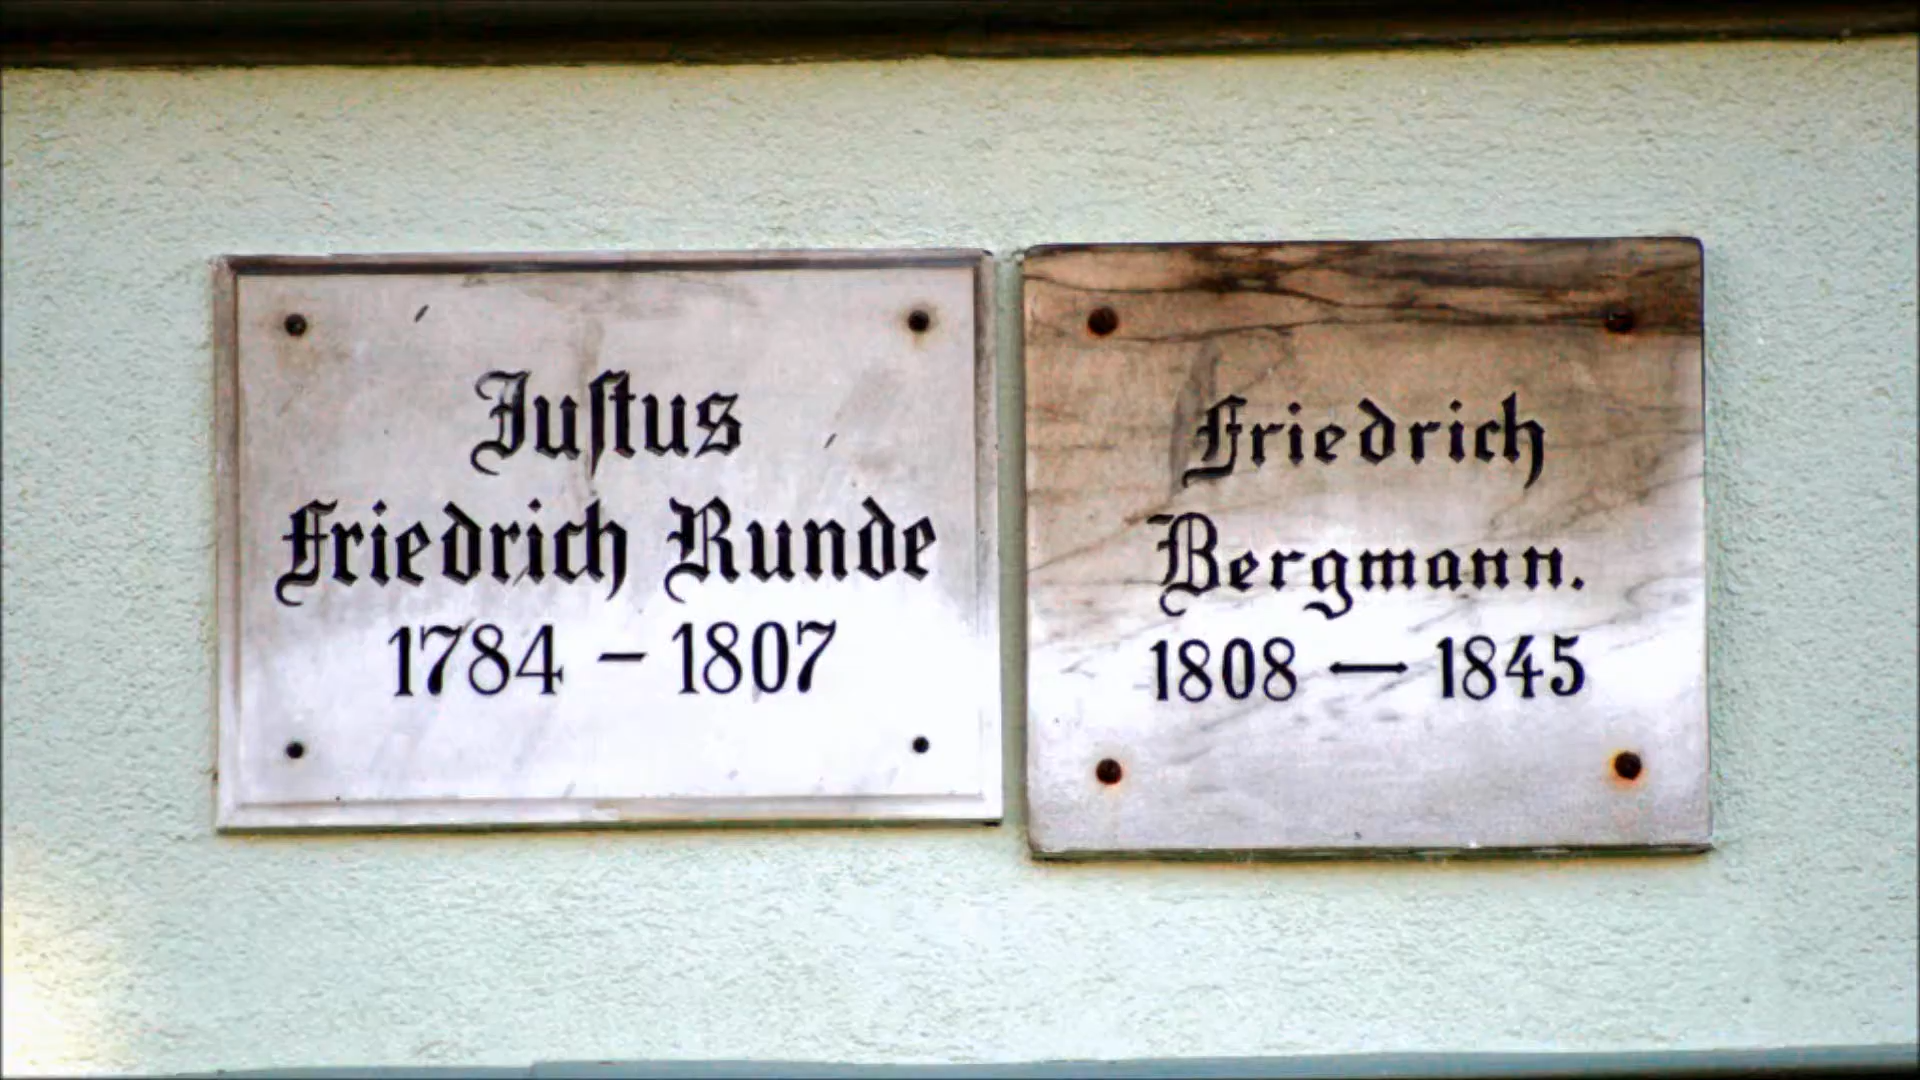 Juſtus
Friedrich Runde
1784 – 1807
Friedrich
Bergmann.
1808 — 1845